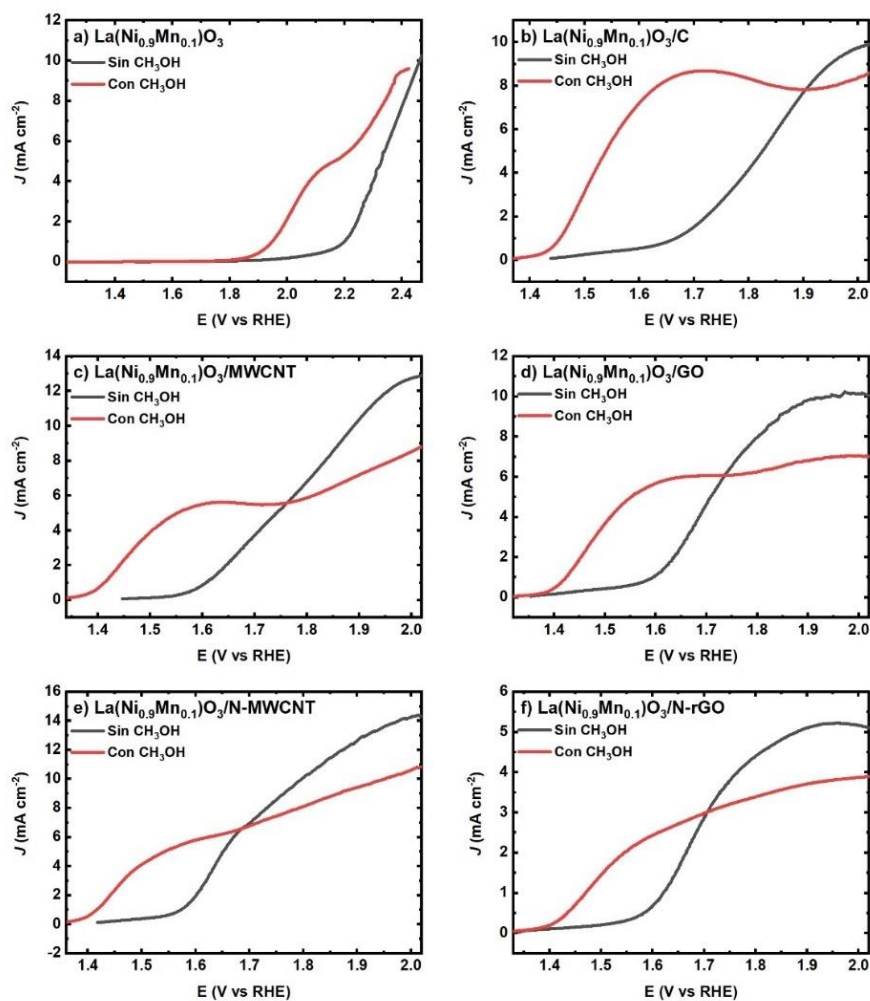 a) La(Ni0.9Mn0.1)O3
Sin CH3OH
Con CH3OH
J (mA cm-2)
12
10
8
6
4
2
0
1.4 1.6 1.8 2.0 2.2 2.4
E (V vs RHE)
b) La(Ni0.9Mn0.1)O3/C
Sin CH3OH
Con CH3OH
J (mA cm-2)
10
8
6
4
2
0
1.4 1.5 1.6 1.7 1.8 1.9 2.0
E (V vs RHE)
c) La(Ni0.9Mn0.1)O3/MWCNT
Sin CH3OH
Con CH3OH
J (mA cm-2)
14
12
10
8
6
4
2
0
1.4 1.5 1.6 1.7 1.8 1.9 2.0
E (V vs RHE)
d) La(Ni0.9Mn0.1)O3/GO
Sin CH3OH
Con CH3OH
J (mA cm-2)
12
10
8
6
4
2
0
1.4 1.5 1.6 1.7 1.8 1.9 2.0
E (V vs RHE)
e) La(Ni0.9Mn0.1)O3/N-MWCNT
Sin CH3OH
Con CH3OH
J (mA cm-2)
16
14
12
10
8
6
4
2
0
-2
1.4 1.5 1.6 1.7 1.8 1.9 2.0
E (V vs RHE)
f) La(Ni0.9Mn0.1)O3/N-rGO
Sin CH3OH
Con CH3OH
J (mA cm-2)
6
5
4
3
2
1
0
1.4 1.5 1.6 1.7 1.8 1.9 2.0
E (V vs RHE)